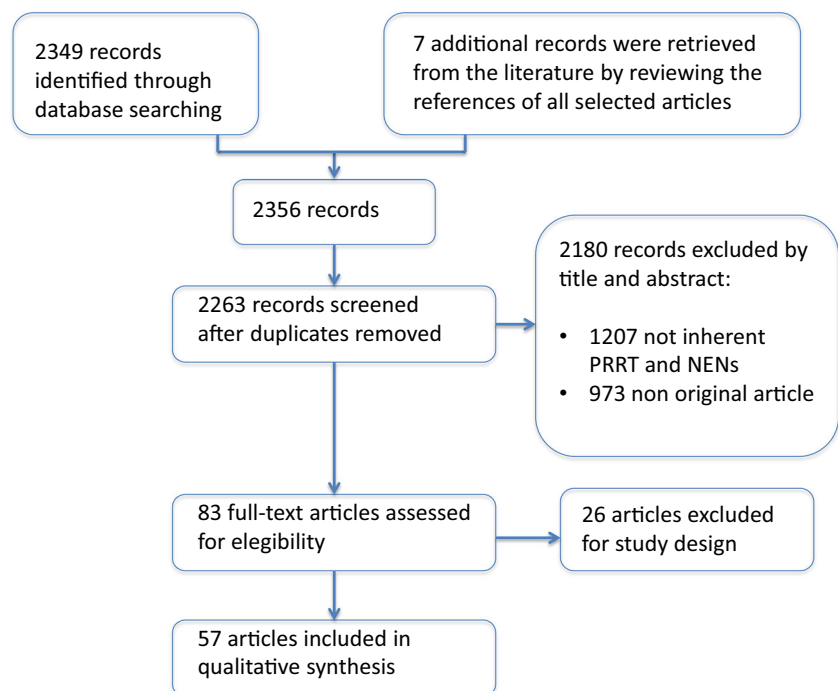 2349 records
identified through
database searching
7 additional records were retrieved
from the literature by reviewing the
references of all selected articles
2356 records
2263 records screened
after duplicates removed
2180 records excluded by
title and abstract:
• 1207 not inherent
PRRT and NENs
• 973 non original article
83 full-text articles assessed
for elegibility
26 articles excluded
for study design
57 articles included in
qualitative synthesis